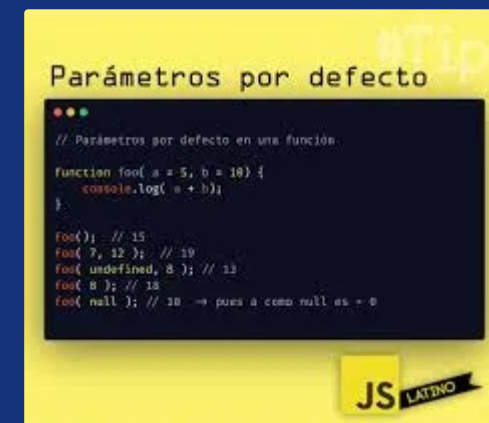 #Tip
Parámetros por defecto
// Parámetros por defecto en una función
function foo( a = 5, b = 10) {
console.log( a + b);
}
foo(); // 15
foo( 7, 12 ); // 19
foo( undefined, 8 ); // 13
foo( 8 ); // 18
foo( null ); // 10 → pues a como null es = 0
JS LATINO